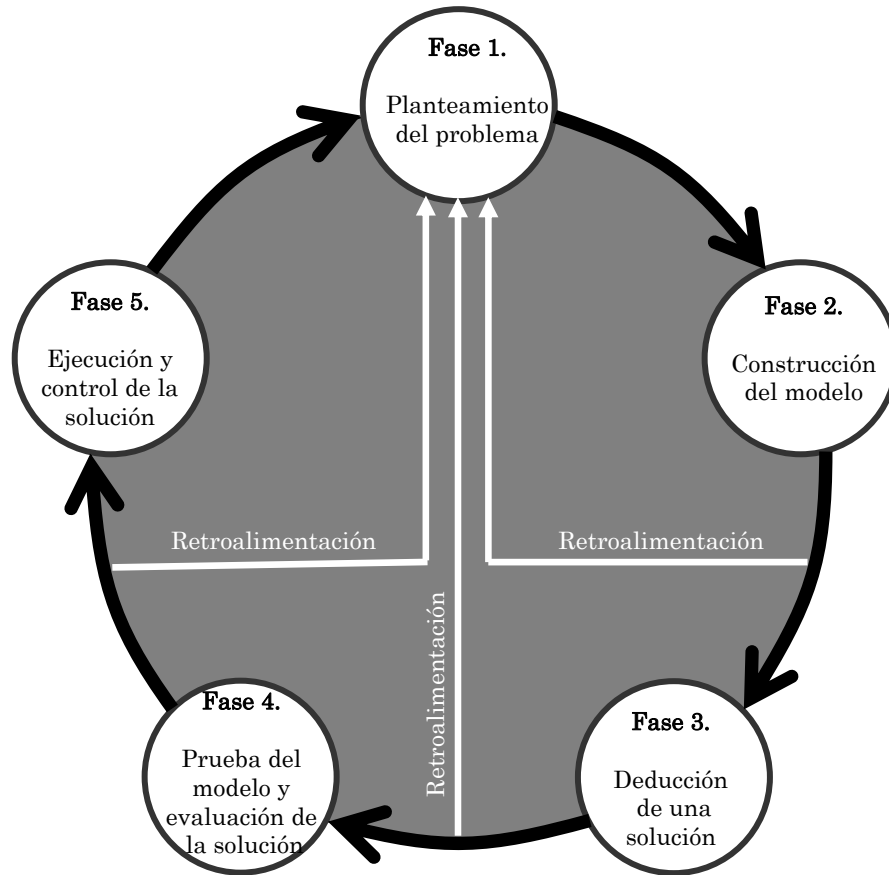 Fase 1.
Planteamiento
del problema
Fase 2.
Construcción
del modelo
Fase 3.
Deducción
de una
solución
Fase 4.
Prueba del
modelo y
evaluación de
la solución
Fase 5.
Ejecución y
control de la
solución
Retroalimentación
Retroalimentación
Retroalimentación